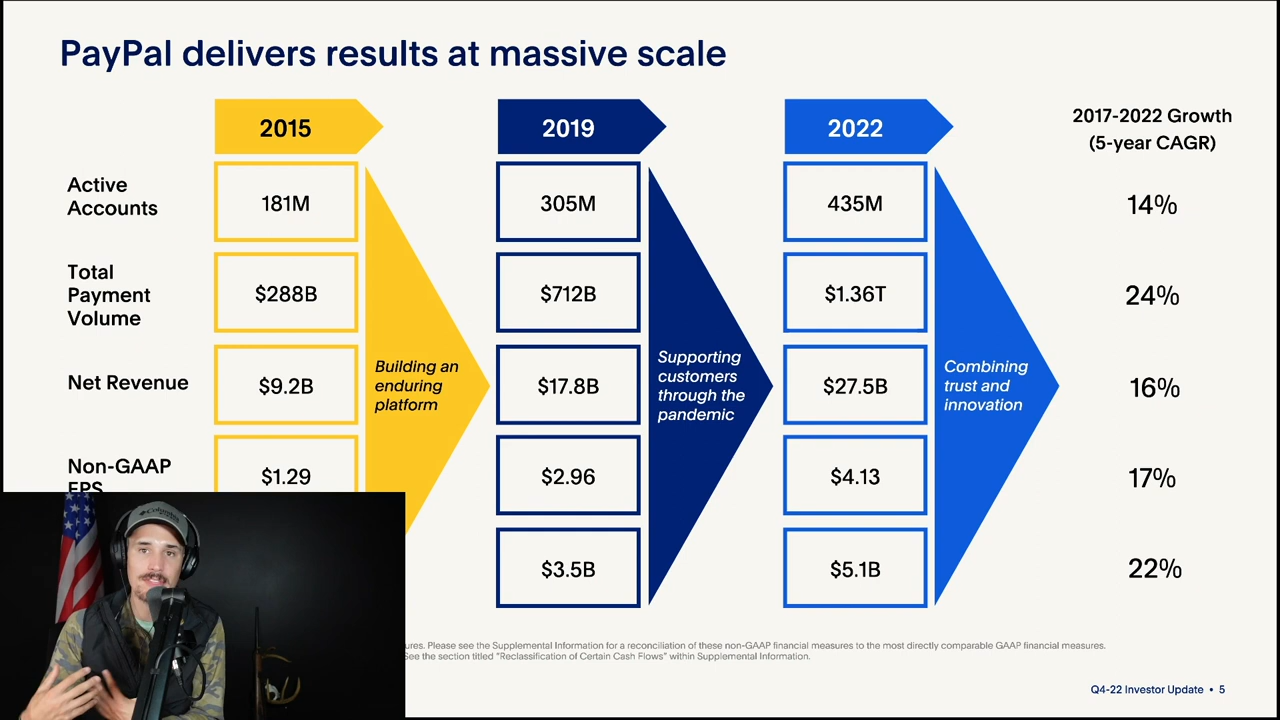 PayPal delivers results at massive scale
2015
2019
2022
2017-2022 Growth
(5-year CAGR)
Active
Accounts
181M
305M
435M
14%
Total
Payment
Volume
$288B
$712B
$1.36T
24%
Net Revenue
$9.2B
$17.8B
$27.5B
16%
Building an
enduring
platform
Supporting
customers
through the
pandemic
Combining
trust and
innovation
Non-GAAP
EPS
$1.29
$2.96
$4.13
17%
$3.5B
$5.1B
22%
Columbia
Please see the Supplemental Information for a reconciliation of these non-GAAP financial measures to the most directly comparable GAAP financial measures.
See the section titled "Reclassification of Certain Cash Flows" within Supplemental Information.
Q4-22 Investor Update • 5